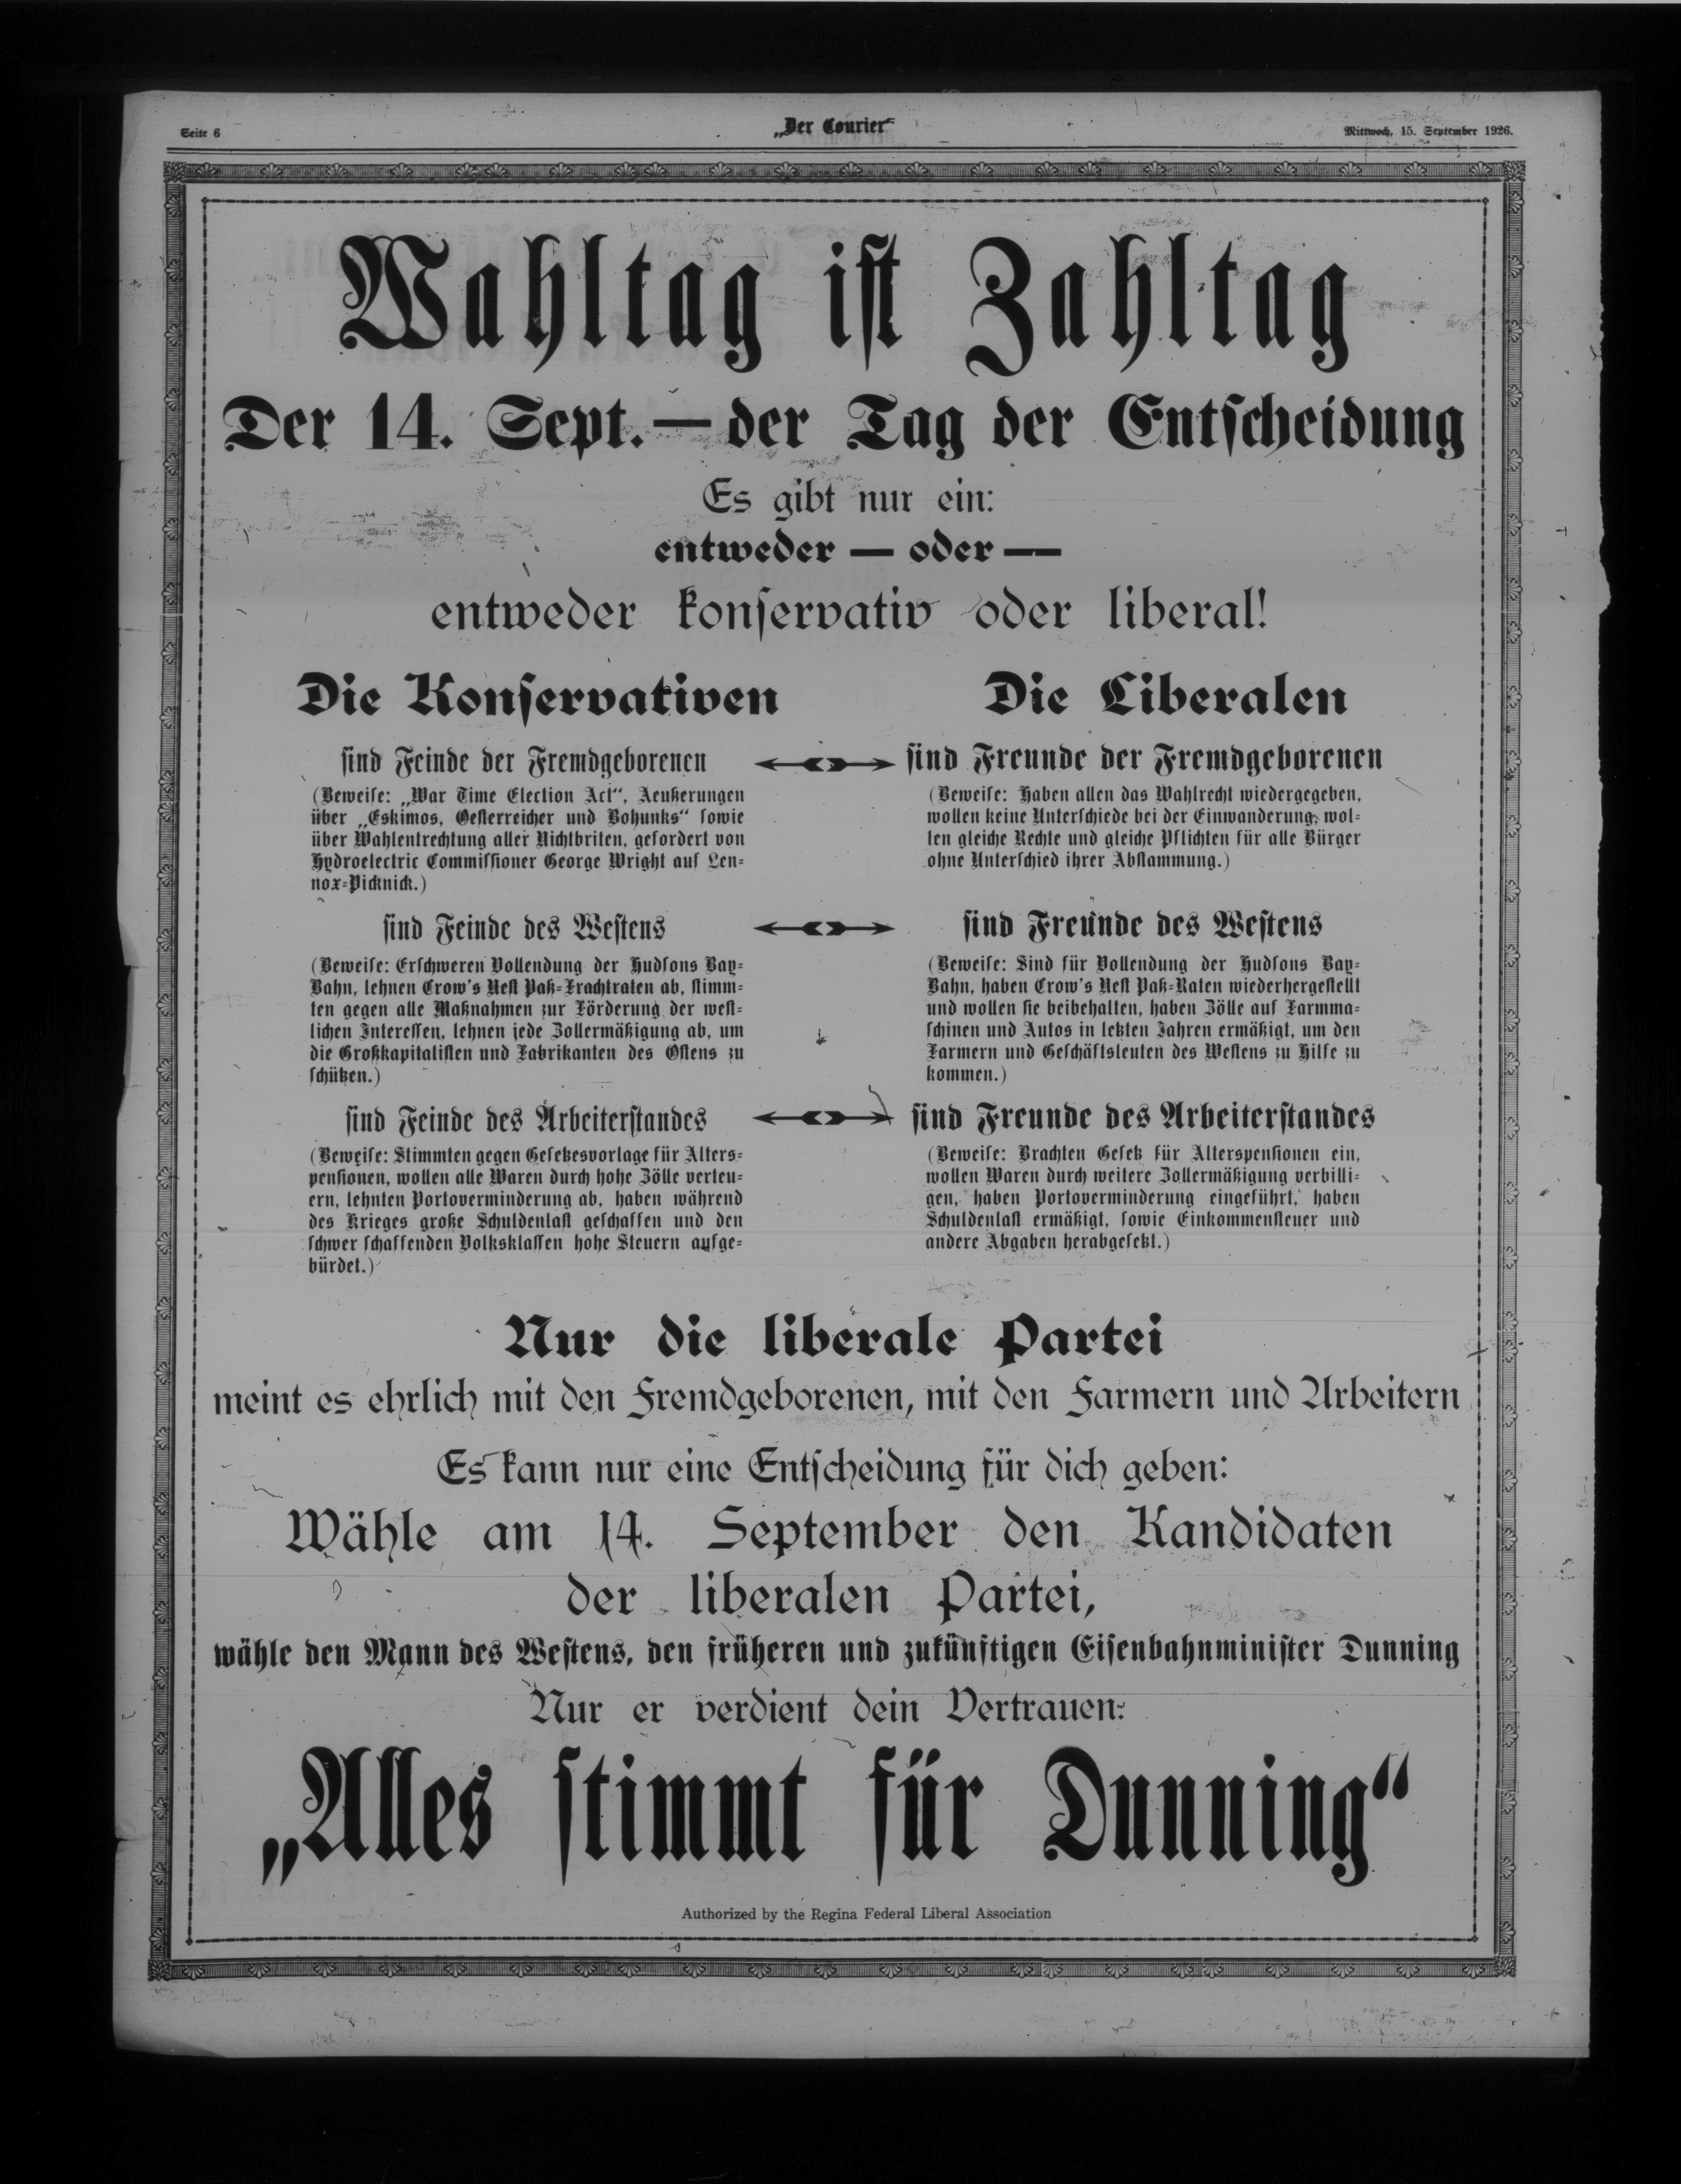 Seite 6
„Der Courier“
Mittwoch, 15. September 1926.
Wahltag ist Zahltag
Der 14. Sept. — der Tag der Entscheidung
Es gibt nur ein:
entweder — oder —
entweder konservativ oder liberal!
Die Konservativen
sind Feinde der Fremdgeborenen
(Beweise: „War Time Election Act“, Aeußerungen
über „Eskimos, Oesterreicher und Bohunks“ sowie
über Wahlentrechtung aller Nichtbriten, gefordert von
Hydroelectric Commissioner George Wright auf Len-
nox-Picknick.)
sind Feinde des Westens
(Beweise: Erschweren Vollendung der Hudsons Bay-
Bahn, lehnen Crow's Nest Paß-Frachtraten ab, stimm-
ten gegen alle Maßnahmen zur Förderung der west-
lichen Interessen, lehnen jede Zollermäßigung ab, um
die Großkapitalisten und Fabrikanten des Ostens zu
schützen.)
sind Feinde des Arbeiterstandes
(Beweise: Stimmten gegen Gesetzesvorlage für Alters-
pensionen, wollen alle Waren durch hohe Zölle verteu-
ern, lehnten Portoverminderung ab, haben während
des Krieges große Schuldenlast geschaffen und den
schwer schaffenden Volksklassen hohe Steuern aufge-
bürdet.)
Die Liberalen
sind Freunde der Fremdgeborenen
(Beweise: Haben allen das Wahlrecht wiedergegeben,
wollen keine Unterschiede bei der Einwanderung, wol-
len gleiche Rechte und gleiche Pflichten für alle Bürger
ohne Unterschied ihrer Abstammung.)
sind Freunde des Westens
(Beweise: Sind für Vollendung der Hudsons Bay-
Bahn, haben Crow's Nest Paß-Raten wiederhergestellt
und wollen sie beibehalten, haben Zölle auf Farmma-
schinen und Autos in letzten Jahren ermäßigt, um den
Farmern und Geschäftsleuten des Westens zu Hilfe zu
kommen.)
sind Freunde des Arbeiterstandes
(Beweise: Brachten Gesetz für Alterspensionen ein,
wollen Waren durch weitere Zollermäßigung verbilli-
gen, haben Portoverminderung eingeführt, haben
Schuldenlast ermäßigt, sowie Einkommensteuer und
andere Abgaben herabgesetzt.)
Nur die liberale Partei
meint es ehrlich mit den Fremdgeborenen, mit den Farmern und Arbeitern
Es kann nur eine Entscheidung für dich geben:
Wähle am 14. September den Kandidaten
der liberalen Partei,
wähle den Mann des Westens, den früheren und zukünftigen Eisenbahnminister Dunning
Nur er verdient dein Vertrauen:
„Alles stimmt für Dunning“
Authorized by the Regina Federal Liberal Association